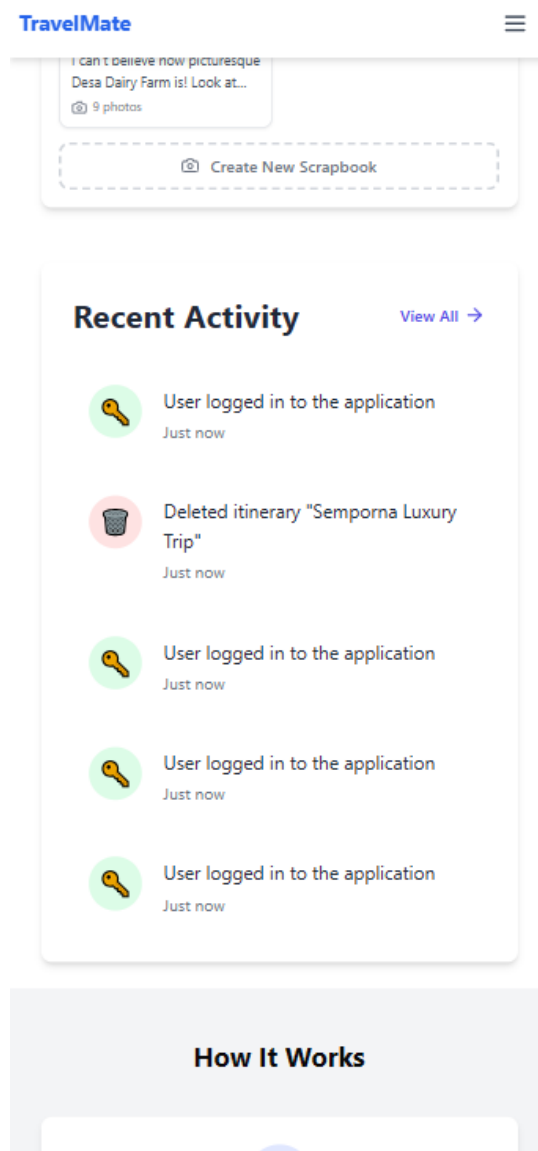 TravelMate
I can't believe how picturesque
Desa Dairy Farm is! Look at...
9 photos
Create New Scrapbook
Recent Activity
View All →
User logged in to the application
Just now
Deleted itinerary "Semporna Luxury
Trip"
Just now
User logged in to the application
Just now
User logged in to the application
Just now
User logged in to the application
Just now
How It Works